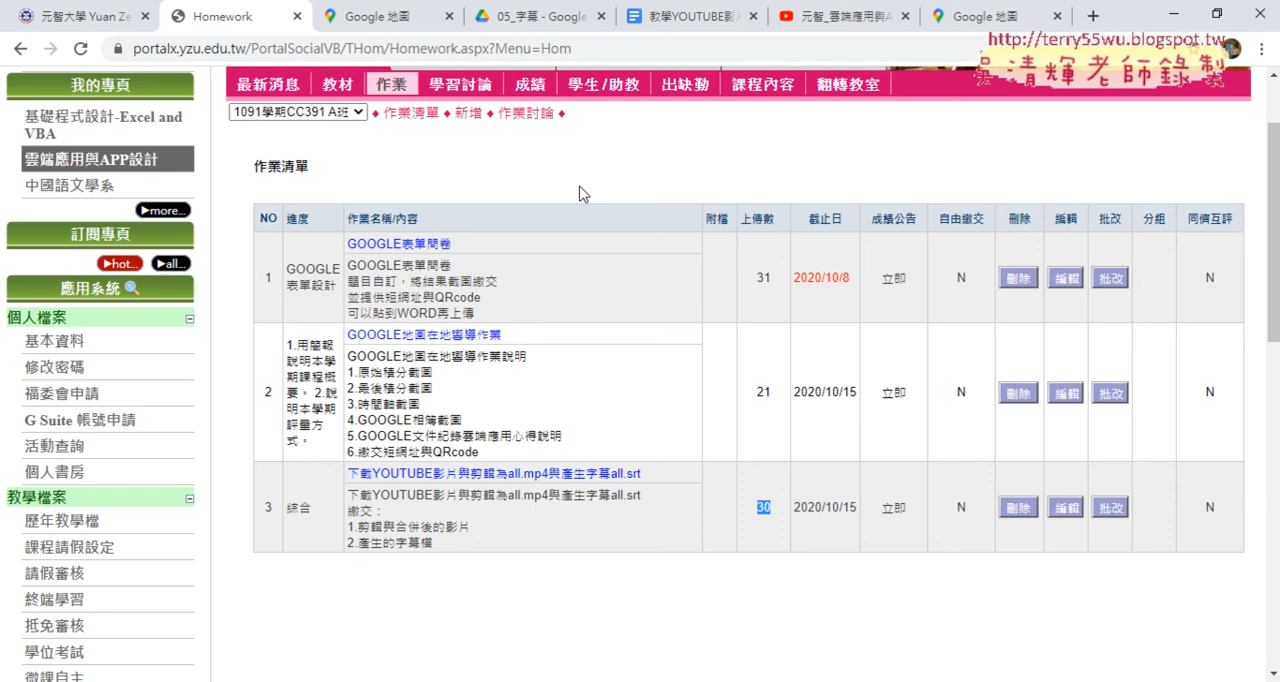 元智大學 Yuan Ze
Homework
Google 地圖
05_字幕 - Google
教學YOUTUBE影
元智_雲端應用與A
Google 地圖
portalx.yzu.edu.tw/PortalSocialVB/THom/Homework.aspx?Menu=Hom
http://terry55wu.blogspot.tw
吳清輝老師錄製
我的專頁
基礎程式設計-Excel and
VBA
雲端應用與APP設計
中國語文學系
▶more...
訂閱專頁
▶hot... ▶all...
應用系統
個人檔案
基本資料
修改密碼
福委會申請
G Suite 帳號申請
活動查詢
個人書房
教學檔案
歷年教學檔
課程請假設定
請假審核
終端學習
抵免審核
學位考試
微課自主
最新消息 教材 作業 學習討論 成績 學生/助教 出缺勤 課程內容 翻轉教室
1091學期CC391 A班 ♦ 作業清單 ♦ 新增 ♦ 作業討論 ♦
作業清單
NO 進度 作業名稱/內容 附檔 上傳數 截止日 成績公告 自由繳交 刪除 編輯 批改 分組 同儕互評
1 GOOGLE
表單設計
GOOGLE表單問卷
GOOGLE表單問卷
題目自訂，將結果截圖繳交
並提供短網址與QRcode
可以貼到WORD再上傳
31 2020/10/8 立即 N 刪除 編輯 批改 N
2 1.用簡報
說明本學
期課程概
要。 2.說
明本學期
評量方
式。
GOOGLE地圖在地嚮導作業
GOOGLE地圖在地嚮導作業說明
1.原始積分截圖
2.最後積分截圖
3.時間軸截圖
4.GOOGLE相簿截圖
5.GOOGLE文件紀錄雲端應用心得說明
6.繳交短網址與QRcode
21 2020/10/15 立即 N 刪除 編輯 批改 N
3 綜合
下載YOUTUBE影片與剪輯為all.mp4與產生字幕all.srt
下載YOUTUBE影片與剪輯為all.mp4與產生字幕all.srt
繳交：
1.剪輯與合併後的影片
2.產生的字幕檔
30 2020/10/15 立即 N 刪除 編輯 批改 N